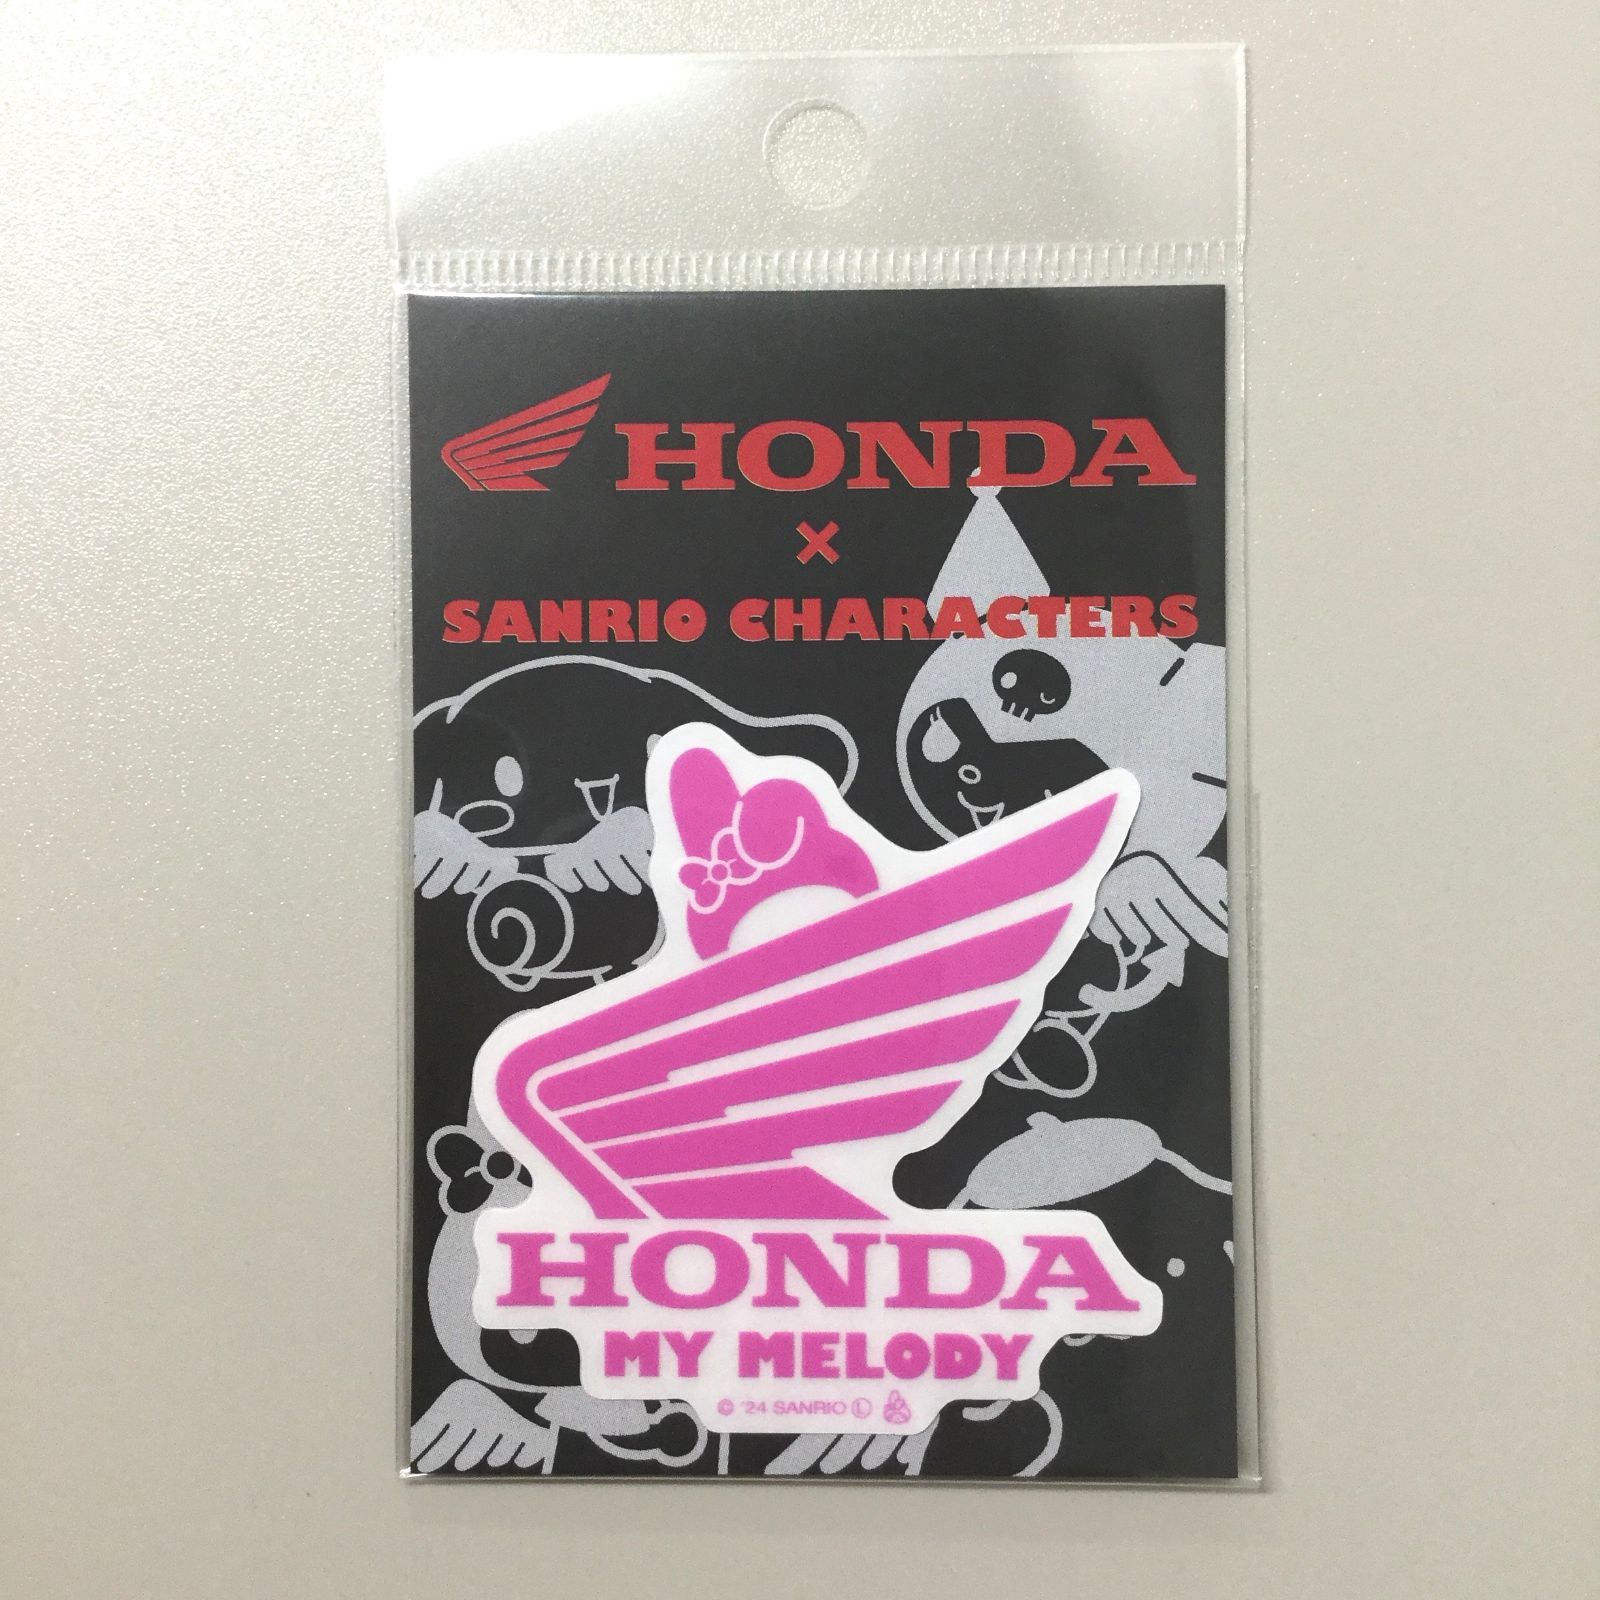 HONDA
×
SANRIO CHARACTERS
HONDA
MY MELODY
© '24 SANRIO Ⓛ